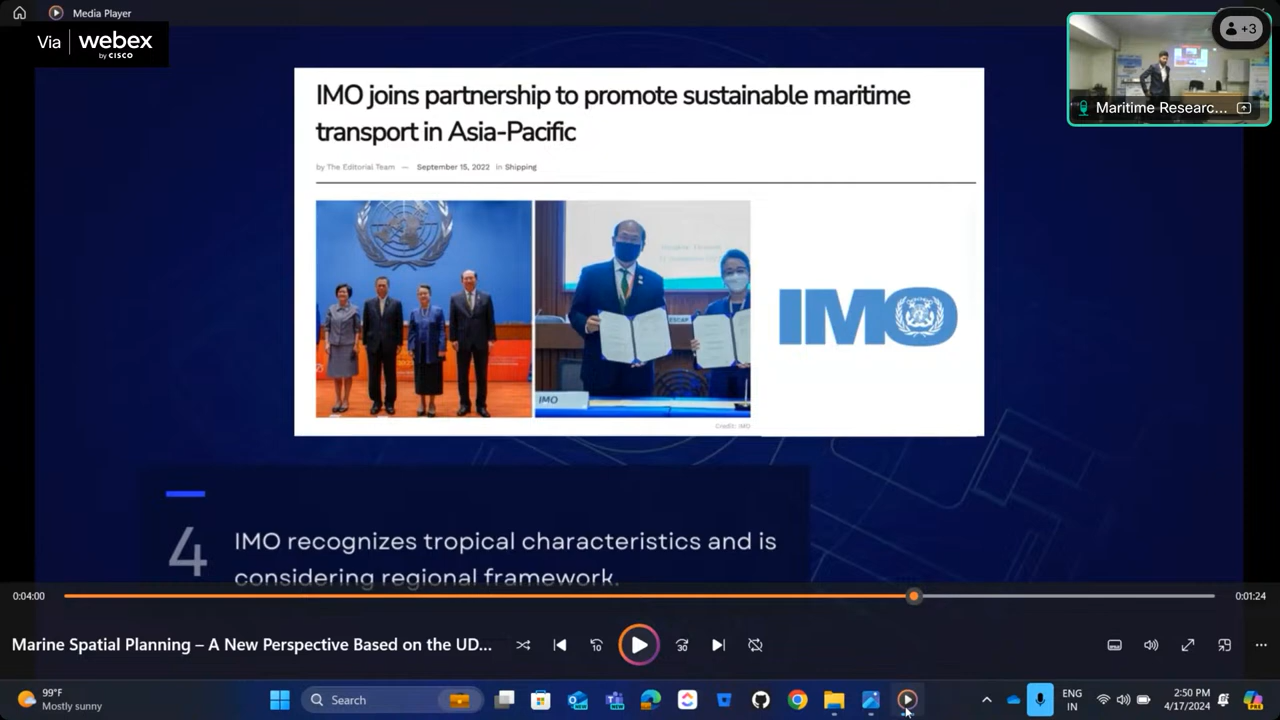 Media Player
Via webex
by CISCO
+3
Maritime Researc...
IMO joins partnership to promote sustainable maritime
transport in Asia-Pacific
by The Editorial Team — September 15, 2022 in Shipping
IMO
IMO
Credit: IMO
4
IMO recognizes tropical characteristics and is
considering regional framework.
0:04:00
0:01:24
Marine Spatial Planning – A New Perspective Based on the UD...
10
30
99°F
Mostly sunny
Search
ENG
IN
2:50 PM
4/17/2024